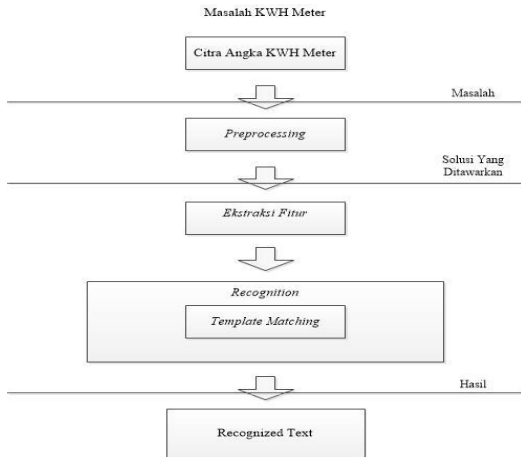 Masalah KWH Meter
Citra Angka KWH Meter
Masalah
Preprocessing
Solusi Yang
Ditawarkan
Ekstraksi Fitur
Recognition
Template Matching
Hasil
Recognized Text